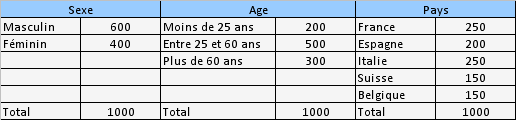 Sexe Age Pays
Masculin 600 Moins de 25 ans 200 France 250
Féminin 400 Entre 25 et 60 ans 500 Espagne 200
Plus de 60 ans 300 Italie 250
Suisse 150
Belgique 150
Total 1000 Total 1000 Total 1000